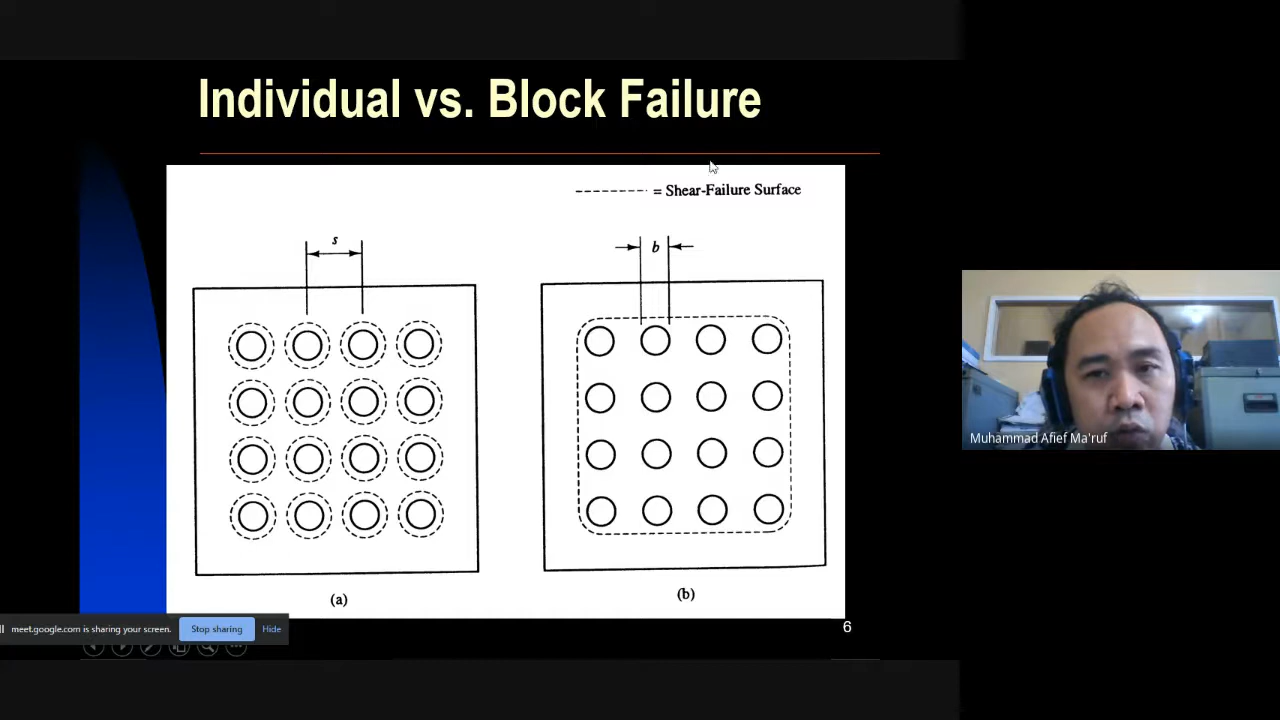 Individual vs. Block Failure
= Shear-Failure Surface
s
b
(a)
(b)
Muhammad Afief Ma'ruf
meet.google.com is sharing your screen.
Stop sharing
Hide
6